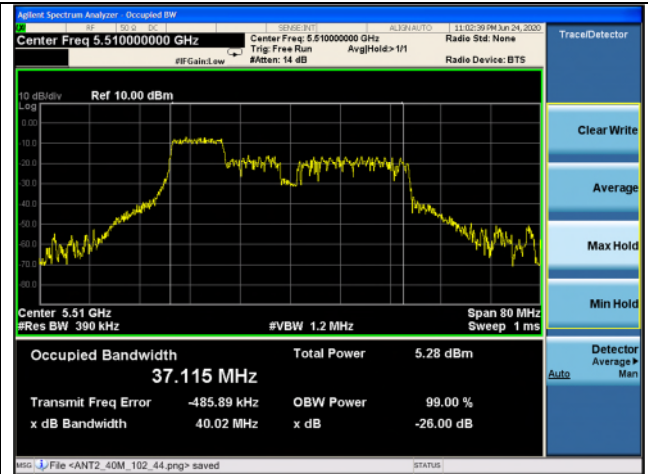 Agilent Spectrum Analyzer - Occupied BW
RF 50 Ω DC SENSE:INT ALIGNAUTO 11:02:39 PM Jun 24, 2020
Center Freq 5.510000000 GHz
Center Freq: 5.510000000 GHz
Radio Std: None
Trace/Detector
Trig: Free Run Avg|Hold:>1/1
#IFGain:Low #Atten: 14 dB Radio Device: BTS
10 dB/div Ref 10.00 dBm
Log
0.00
-10.0
-20.0
-30.0
-40.0
-50.0
-60.0
-70.0
-80.0
Clear Write
Average
Max Hold
Min Hold
Center 5.51 GHz Span 80 MHz
#Res BW 390 kHz #VBW 1.2 MHz Sweep 1 ms
Occupied Bandwidth Total Power 5.28 dBm
37.115 MHz
Transmit Freq Error -485.89 kHz OBW Power 99.00 %
x dB Bandwidth 40.02 MHz x dB -26.00 dB
Detector
Average
Auto Man
MSG File <ANT2_40M_102_44.png> saved STATUS